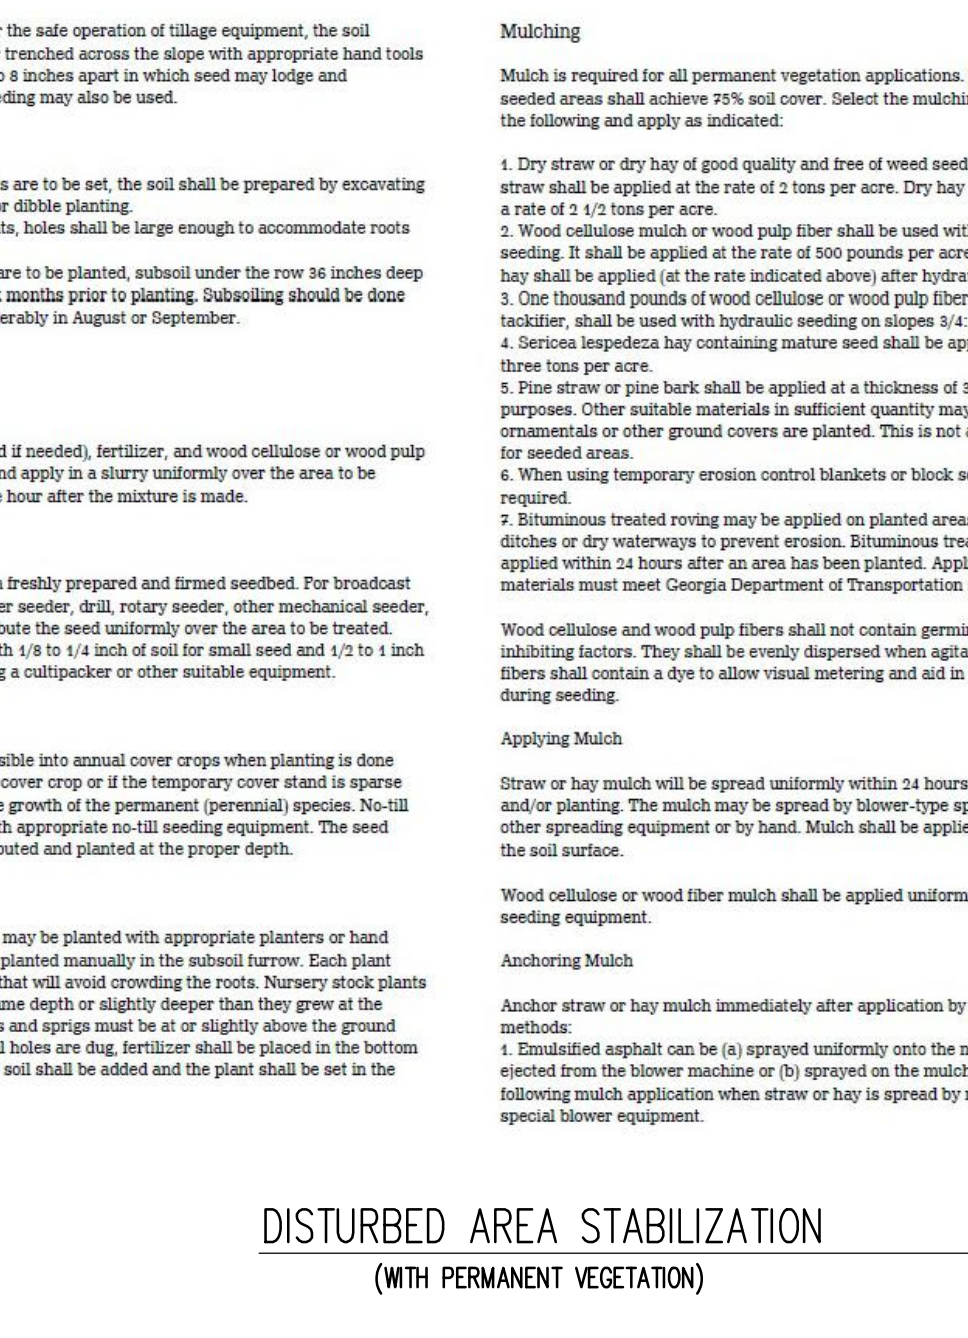 r the safe operation of tillage equipment, the soil
r trenched across the slope with appropriate hand tools
o 8 inches apart in which seed may lodge and
eding may also be used.
s are to be set, the soil shall be prepared by excavating
or dibble planting.
ts, holes shall be large enough to accommodate roots
are to be planted, subsoil under the row 36 inches deep
x months prior to planting. Subsoiling should be done
erably in August or September.
d if needed), fertilizer, and wood cellulose or wood pulp
nd apply in a slurry uniformly over the area to be
e hour after the mixture is made.
n freshly prepared and firmed seedbed. For broadcast
er seeder, drill, rotary seeder, other mechanical seeder,
bute the seed uniformly over the area to be treated.
th 1/8 to 1/4 inch of soil for small seed and 1/2 to 1 inch
g a cultipacker or other suitable equipment.
sible into annual cover crops when planting is done
cover crop or if the temporary cover stand is sparse
e growth of the permanent (perennial) species. No-till
th appropriate no-till seeding equipment. The seed
buted and planted at the proper depth.
may be planted with appropriate planters or hand
planted manually in the subsoil furrow. Each plant
that will avoid crowding the roots. Nursery stock plants
me depth or slightly deeper than they grew at the
s and sprigs must be at or slightly above the ground
l holes are dug, fertilizer shall be placed in the bottom
soil shall be added and the plant shall be set in the
Mulching
Mulch is required for all permanent vegetation applications.
seeded areas shall achieve 75% soil cover. Select the mulchin
the following and apply as indicated:
1. Dry straw or dry hay of good quality and free of weed seed
straw shall be applied at the rate of 2 tons per acre. Dry hay
a rate of 2 1/2 tons per acre.
2. Wood cellulose mulch or wood pulp fiber shall be used wit
seeding. It shall be applied at the rate of 500 pounds per acre
hay shall be applied (at the rate indicated above) after hydra
3. One thousand pounds of wood cellulose or wood pulp fiber
tackifier, shall be used with hydraulic seeding on slopes 3/4:
4. Sericea lespedeza hay containing mature seed shall be ap
three tons per acre.
5. Pine straw or pine bark shall be applied at a thickness of 3
purposes. Other suitable materials in sufficient quantity may
ornamentals or other ground covers are planted. This is not a
for seeded areas.
6. When using temporary erosion control blankets or block s
required.
7. Bituminous treated roving may be applied on planted areas
ditches or dry waterways to prevent erosion. Bituminous trea
applied within 24 hours after an area has been planted. Appl
materials must meet Georgia Department of Transportation
Wood cellulose and wood pulp fibers shall not contain germin
inhibiting factors. They shall be evenly dispersed when agita
fibers shall contain a dye to allow visual metering and aid in
during seeding.
Applying Mulch
Straw or hay mulch will be spread uniformly within 24 hours
and/or planting. The mulch may be spread by blower-type sp
other spreading equipment or by hand. Mulch shall be applie
the soil surface.
Wood cellulose or wood fiber mulch shall be applied uniform
seeding equipment.
Anchoring Mulch
Anchor straw or hay mulch immediately after application by
methods:
1. Emulsified asphalt can be (a) sprayed uniformly onto the m
ejected from the blower machine or (b) sprayed on the mulch
following mulch application when straw or hay is spread by
special blower equipment.
DISTURBED AREA STABILIZATION
(WITH PERMANENT VEGETATION)